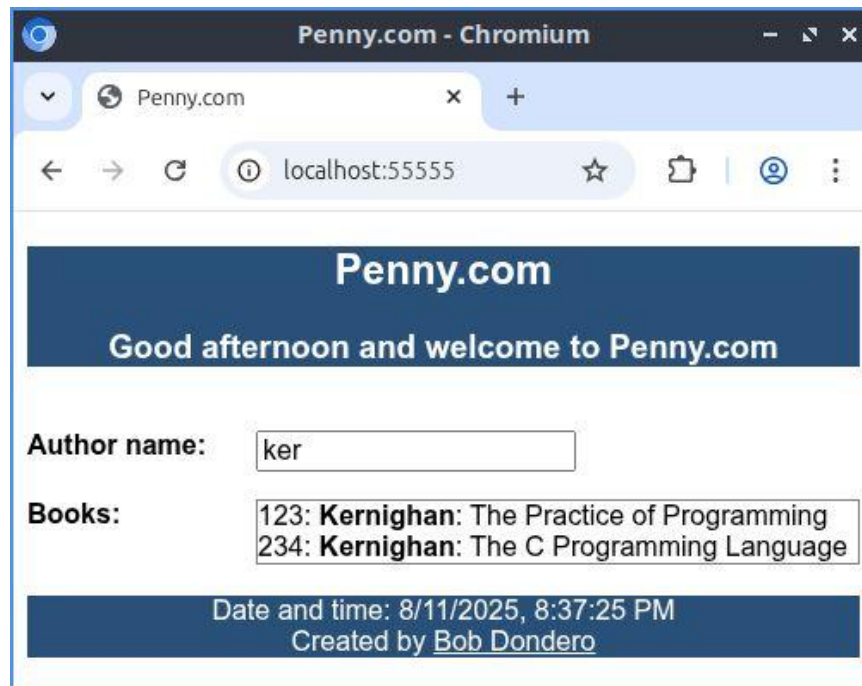 Penny.com - Chromium
Penny.com
localhost:55555
Penny.com
Good afternoon and welcome to Penny.com
Author name: ker
Books: 123: Kernighan: The Practice of Programming
234: Kernighan: The C Programming Language
Date and time: 8/11/2025, 8:37:25 PM
Created by Bob Dondero